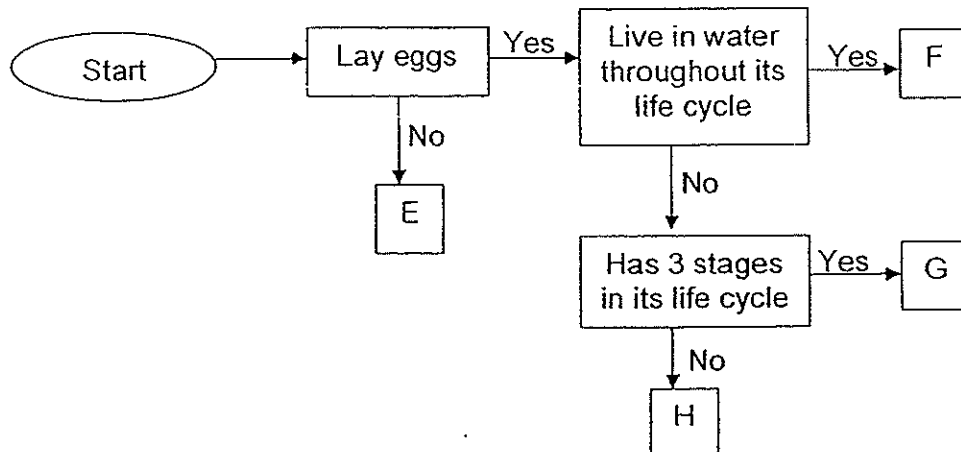 Start
Lay eggs
Yes
Live in water
throughout its
life cycle
Yes
F
No
E
No
Has 3 stages
in its life cycle
Yes
G
No
H